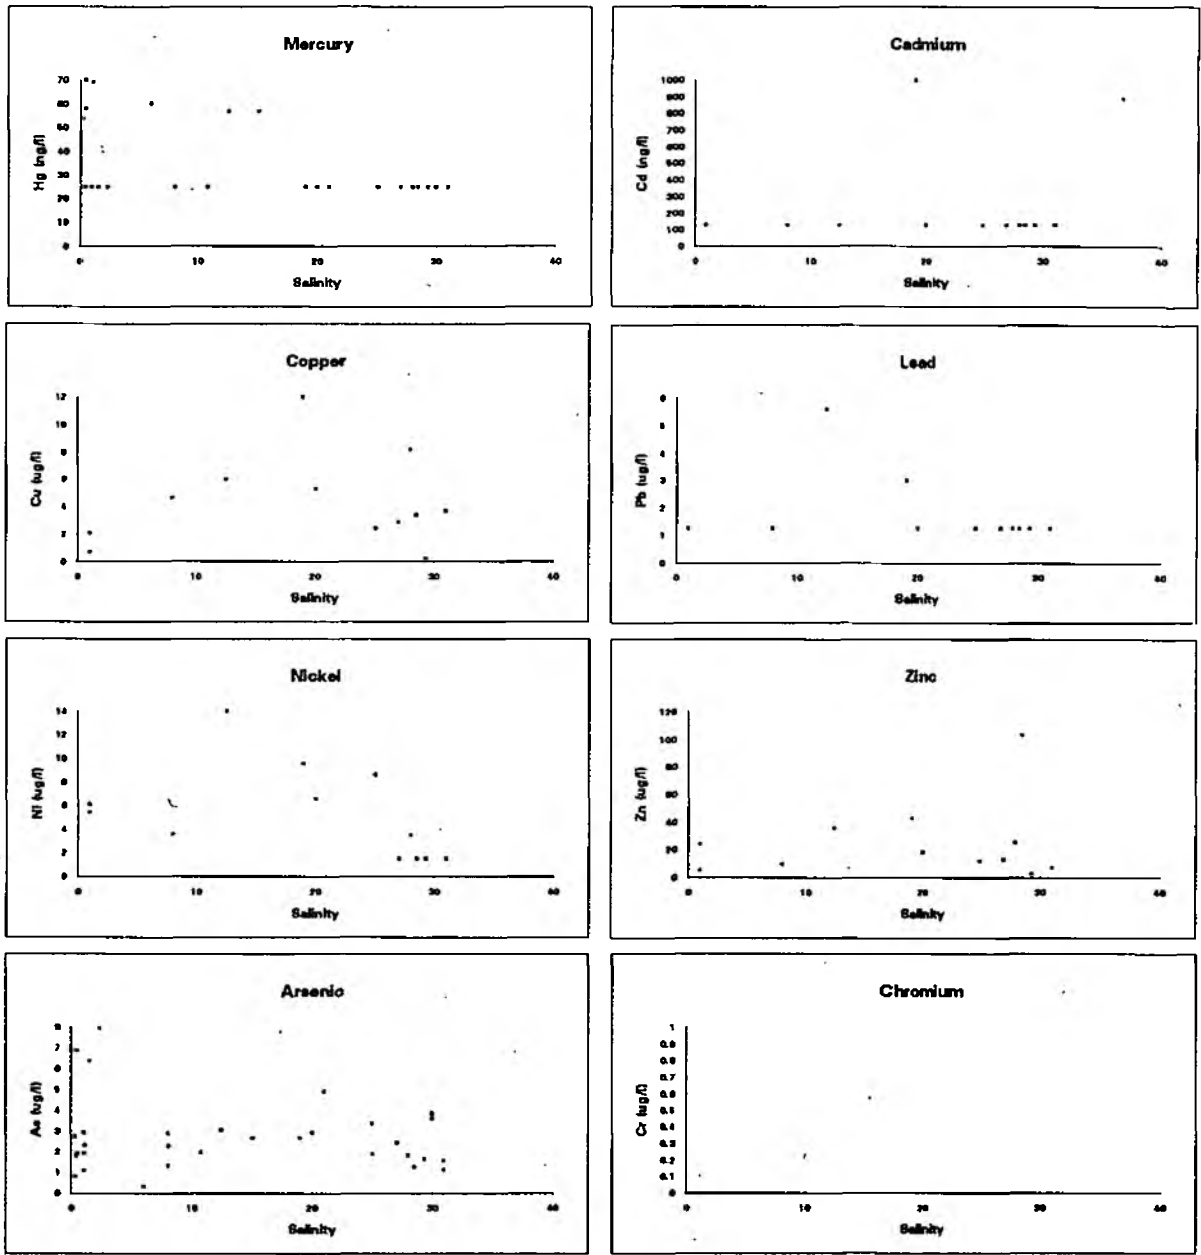 Mercury
Hg (ng/l)
70
60
50
40
30
20
10
0
0 10 20 30 40
Salinity
Cadmium
Cd (ng/l)
1000
900
800
700
600
500
400
300
200
100
0
0 10 20 30 40
Salinity
Copper
Cu (ug/l)
12
10
8
6
4
2
0
0 10 20 30 40
Salinity
Lead
Pb (ug/l)
6
5
4
3
2
1
0
0 10 20 30 40
Salinity
Nickel
Ni (ug/l)
14
12
10
8
6
4
2
0
0 10 20 30 40
Salinity
Zinc
Zn (ug/l)
120
100
80
60
40
20
0
0 10 20 30 40
Salinity
Arsenic
As (ug/l)
8
7
6
5
4
3
2
1
0
0 10 20 30 40
Salinity
Chromium
Cr (ug/l)
1
0.9
0.8
0.7
0.6
0.5
0.4
0.3
0.2
0.1
0
0 10 20 30 40
Salinity